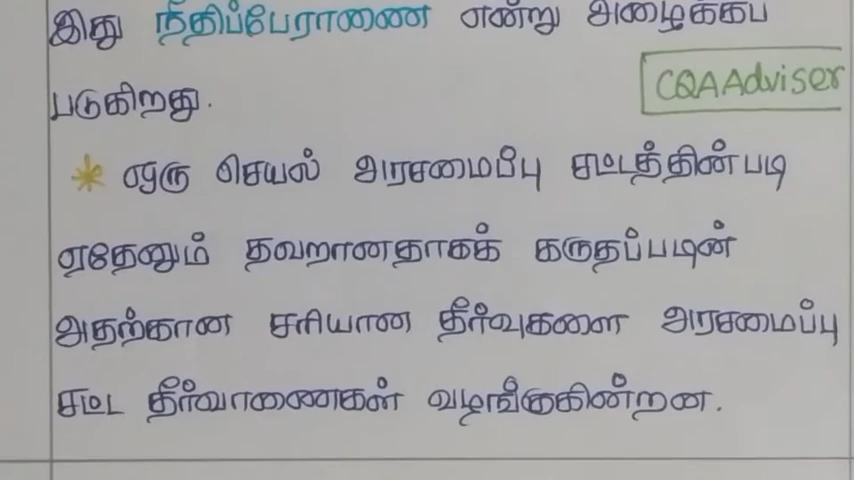 இது நீதிப்பேராணை என்று அழைக்கப
படுகிறது.
CQAAdviser
* ஒரு செயல் அரசமைப்பு சட்டத்தின்படி
ஏதேனும் தவறானதாகக் கருதப்படின்
அதற்கான சரியான தீர்வுகளை அரசமைப்பு
சட்ட தீர்வாணைகள் வழங்குகின்றன.